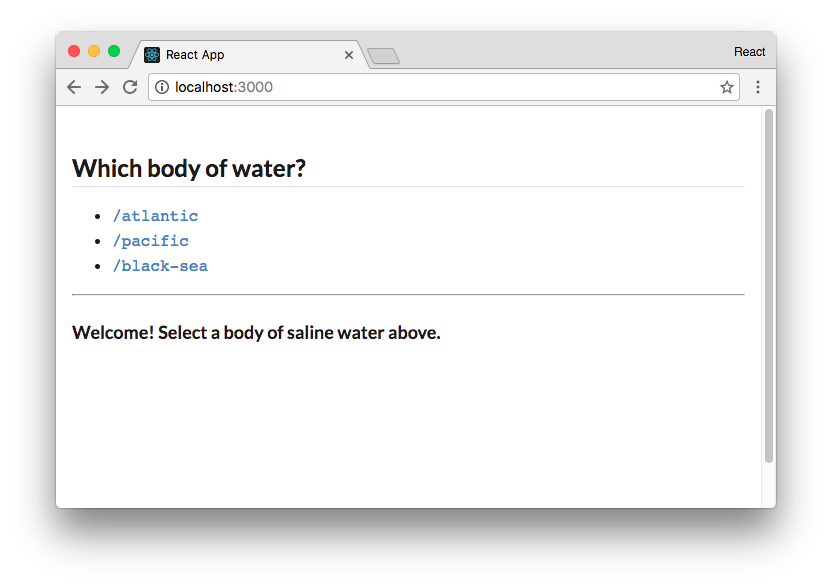 React App
React
localhost:3000
Which body of water?
/atlantic
/pacific
/black-sea
Welcome! Select a body of saline water above.